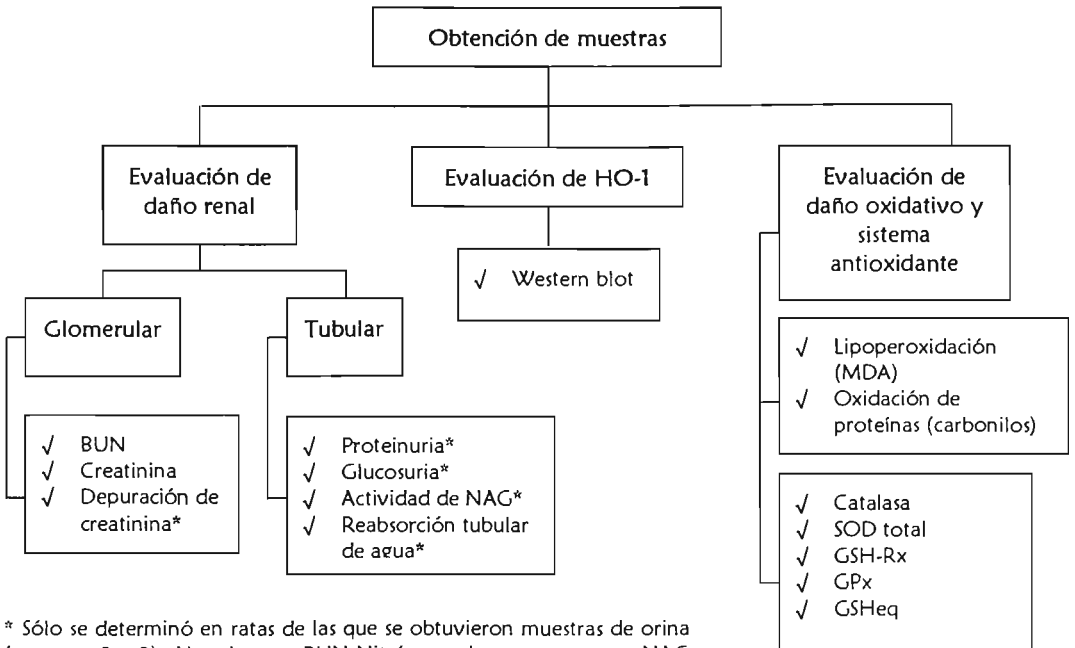 Obtención de muestras
Evaluación de
daño renal
Evaluación de HO-1
Evaluación de
daño oxidativo y
sistema
antioxidante
√ Western blot
Glomerular
Tubular
√ Lipoperoxidación
(MDA)
√ Oxidación de
proteínas (carbonilos)
√ BUN
√ Creatinina
√ Depuración de
creatinina*
√ Proteinuria*
√ Glucosuria*
√ Actividad de NAG*
√ Reabsorción tubular
de agua*
√ Catalasa
√ SOD total
√ GSH-Rx
√ GPx
√ GSHeq
* Sólo se determinó en ratas de las que se obtuvieron muestras de orina